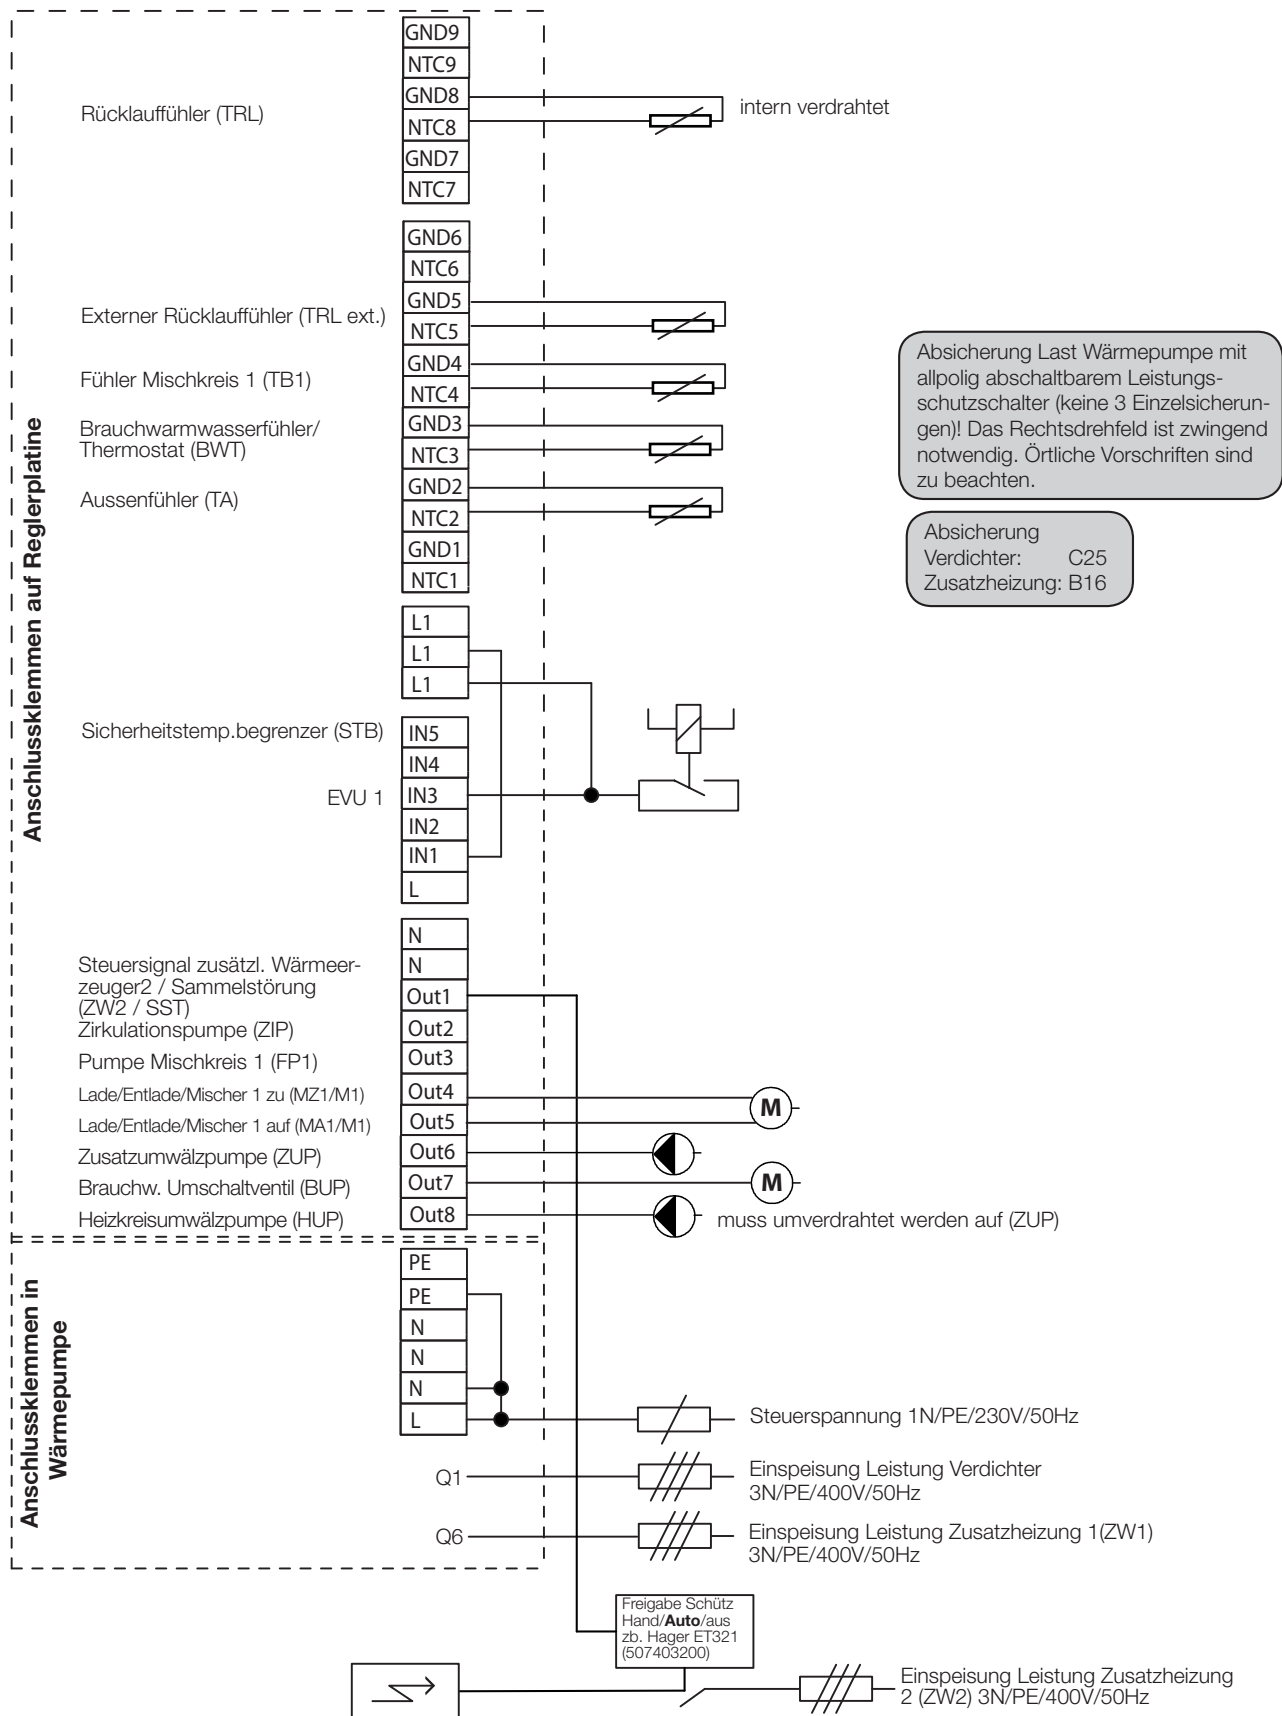 GND9
NTC9
Rücklauffühler (TRL)
GND8
NTC8
intern verdrahtet
GND7
NTC7
GND6
NTC6
Externer Rücklauffühler (TRL ext.)
GND5
NTC5
Fühler Mischkreis 1 (TB1)
GND4
NTC4
Brauchwarmwasserfühler/
Thermostat (BWT)
GND3
NTC3
Aussenfühler (TA)
GND2
NTC2
GND1
NTC1
Absicherung Last Wärmepumpe mit
allpolig abschaltbarem Leistungs-
schutzschalter (keine 3 Einzelsicherun-
gen)! Das Rechtsdrehfeld ist zwingend
notwendig. Örtliche Vorschriften sind
zu beachten.
Absicherung
Verdichter: C25
Zusatzheizung: B16
Anschlussklemmen auf Reglerplatine
L1
L1
L1
Sicherheitstemp.begrenzer (STB)
IN5
IN4
EVU 1
IN3
IN2
IN1
L
N
N
Steuersignal zusätzl. Wärmeer-
zeuger2 / Sammelstörung
(ZW2 / SST)
Out1
Zirkulationspumpe (ZIP)
Out2
Pumpe Mischkreis 1 (FP1)
Out3
Lade/Entlade/Mischer 1 zu (MZ1/M1)
Out4
M
Lade/Entlade/Mischer 1 auf (MA1/M1)
Out5
Zusatzumwälzpumpe (ZUP)
Out6
Brauchw. Umschaltventil (BUP)
Out7
M
Heizkreisumwälzpumpe (HUP)
Out8
muss umverdrahtet werden auf (ZUP)
Anschlussklemmen in
Wärmepumpe
PE
PE
N
N
N
L
Steuerspannung 1N/PE/230V/50Hz
Q1
Einspeisung Leistung Verdichter
3N/PE/400V/50Hz
Q6
Einspeisung Leistung Zusatzheizung 1(ZW1)
3N/PE/400V/50Hz
Freigabe Schütz
Hand/Auto/aus
zb. Hager ET321
(507403200)
Einspeisung Leistung Zusatzheizung
2 (ZW2) 3N/PE/400V/50Hz